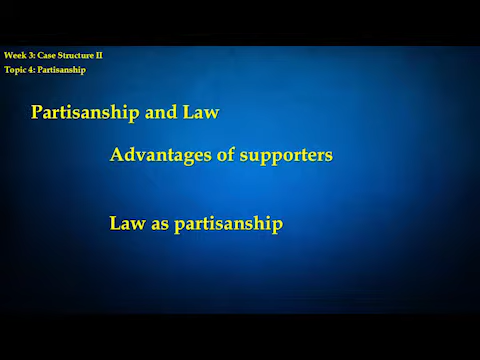 Week 3: Case Structure II
Topic 4: Partisanship
Partisanship and Law
Advantages of supporters
Law as partisanship